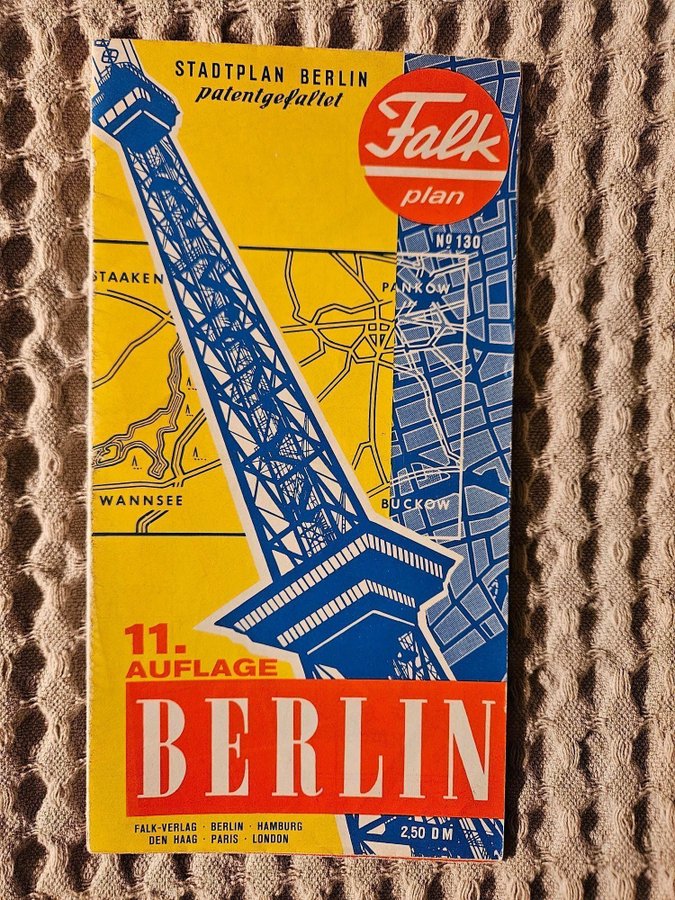 STADTPLAN BERLIN
patentgefaltet
Falk
plan
Nº 130
STAAKEN
PANKOW
WANNSEE
BUCKOW
11.
AUFLAGE
BERLIN
FALK-VERLAG · BERLIN · HAMBURG
DEN HAAG · PARIS · LONDON
2,50 DM